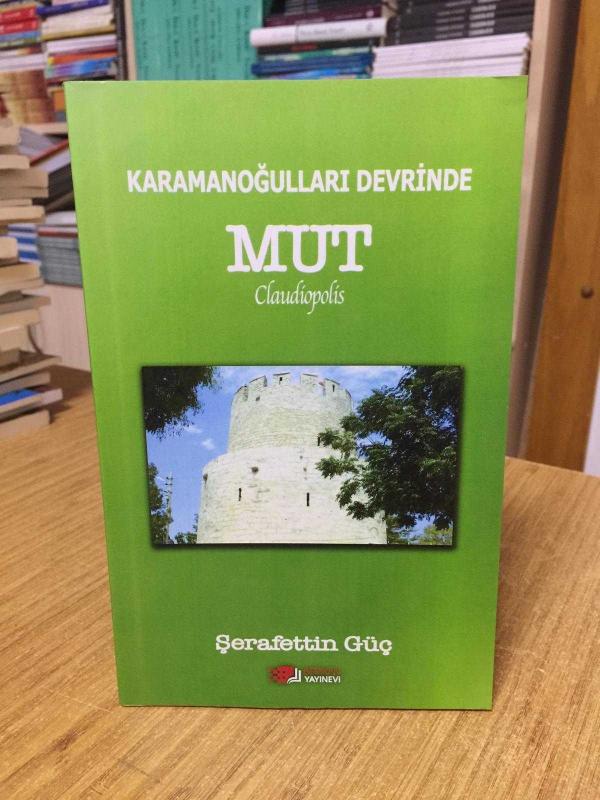 KARAMANOĞULLARI DEVRİNDE
MUT
Claudiopolis
Şerafettin Güç
YAYINEVİ